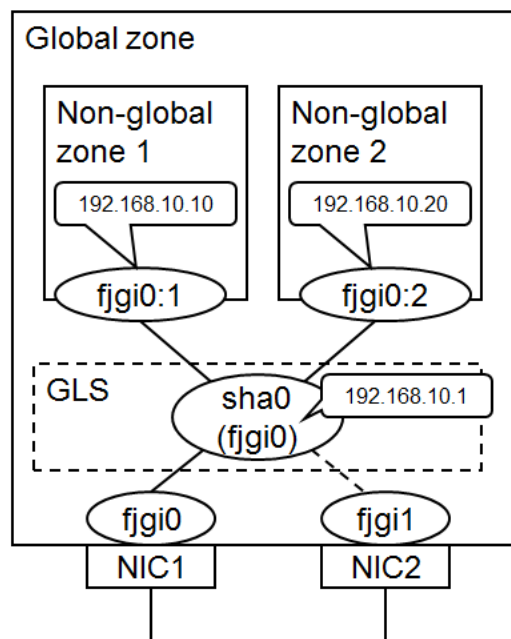 Global zone
Non-global
zone 1
Non-global
zone 2
192.168.10.10
192.168.10.20
fjgi0:1
fjgi0:2
GLS
sha0
(fjgi0)
192.168.10.1
fjgi0
fjgi1
NIC1
NIC2